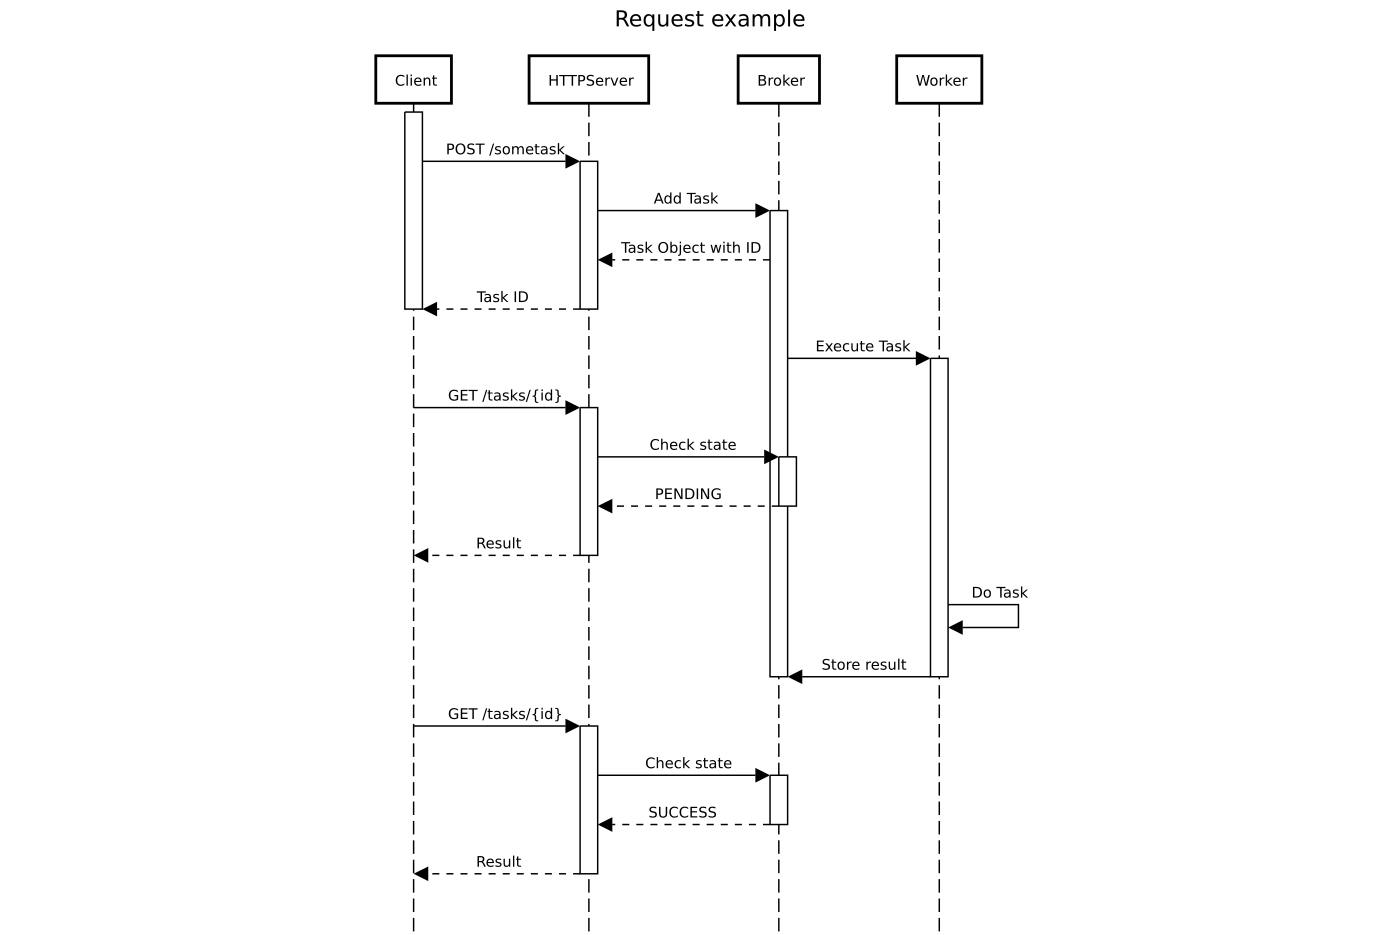 Request example
Client
HTTPServer
Broker
Worker
POST /sometask
Add Task
Task Object with ID
Task ID
Execute Task
GET /tasks/{id}
Check state
PENDING
Result
Do Task
Store result
GET /tasks/{id}
Check state
SUCCESS
Result